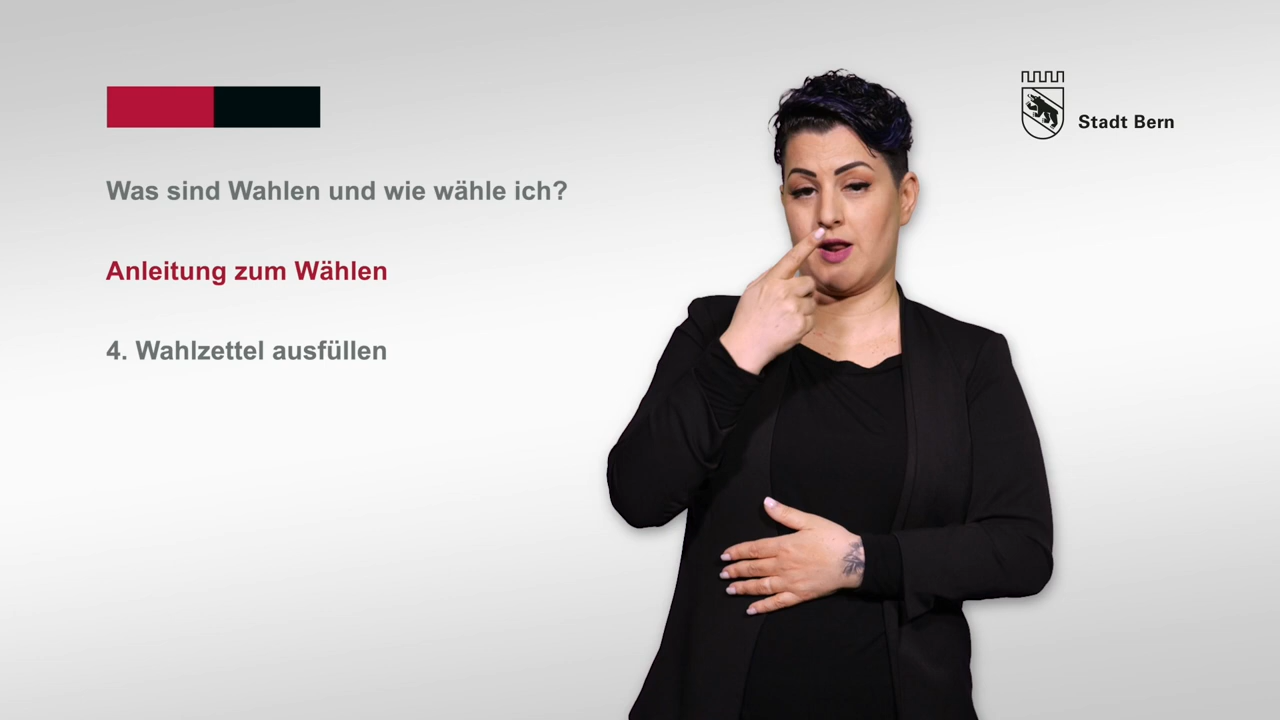 Stadt Bern
Was sind Wahlen und wie wähle ich?
Anleitung zum Wählen
4. Wahlzettel ausfüllen